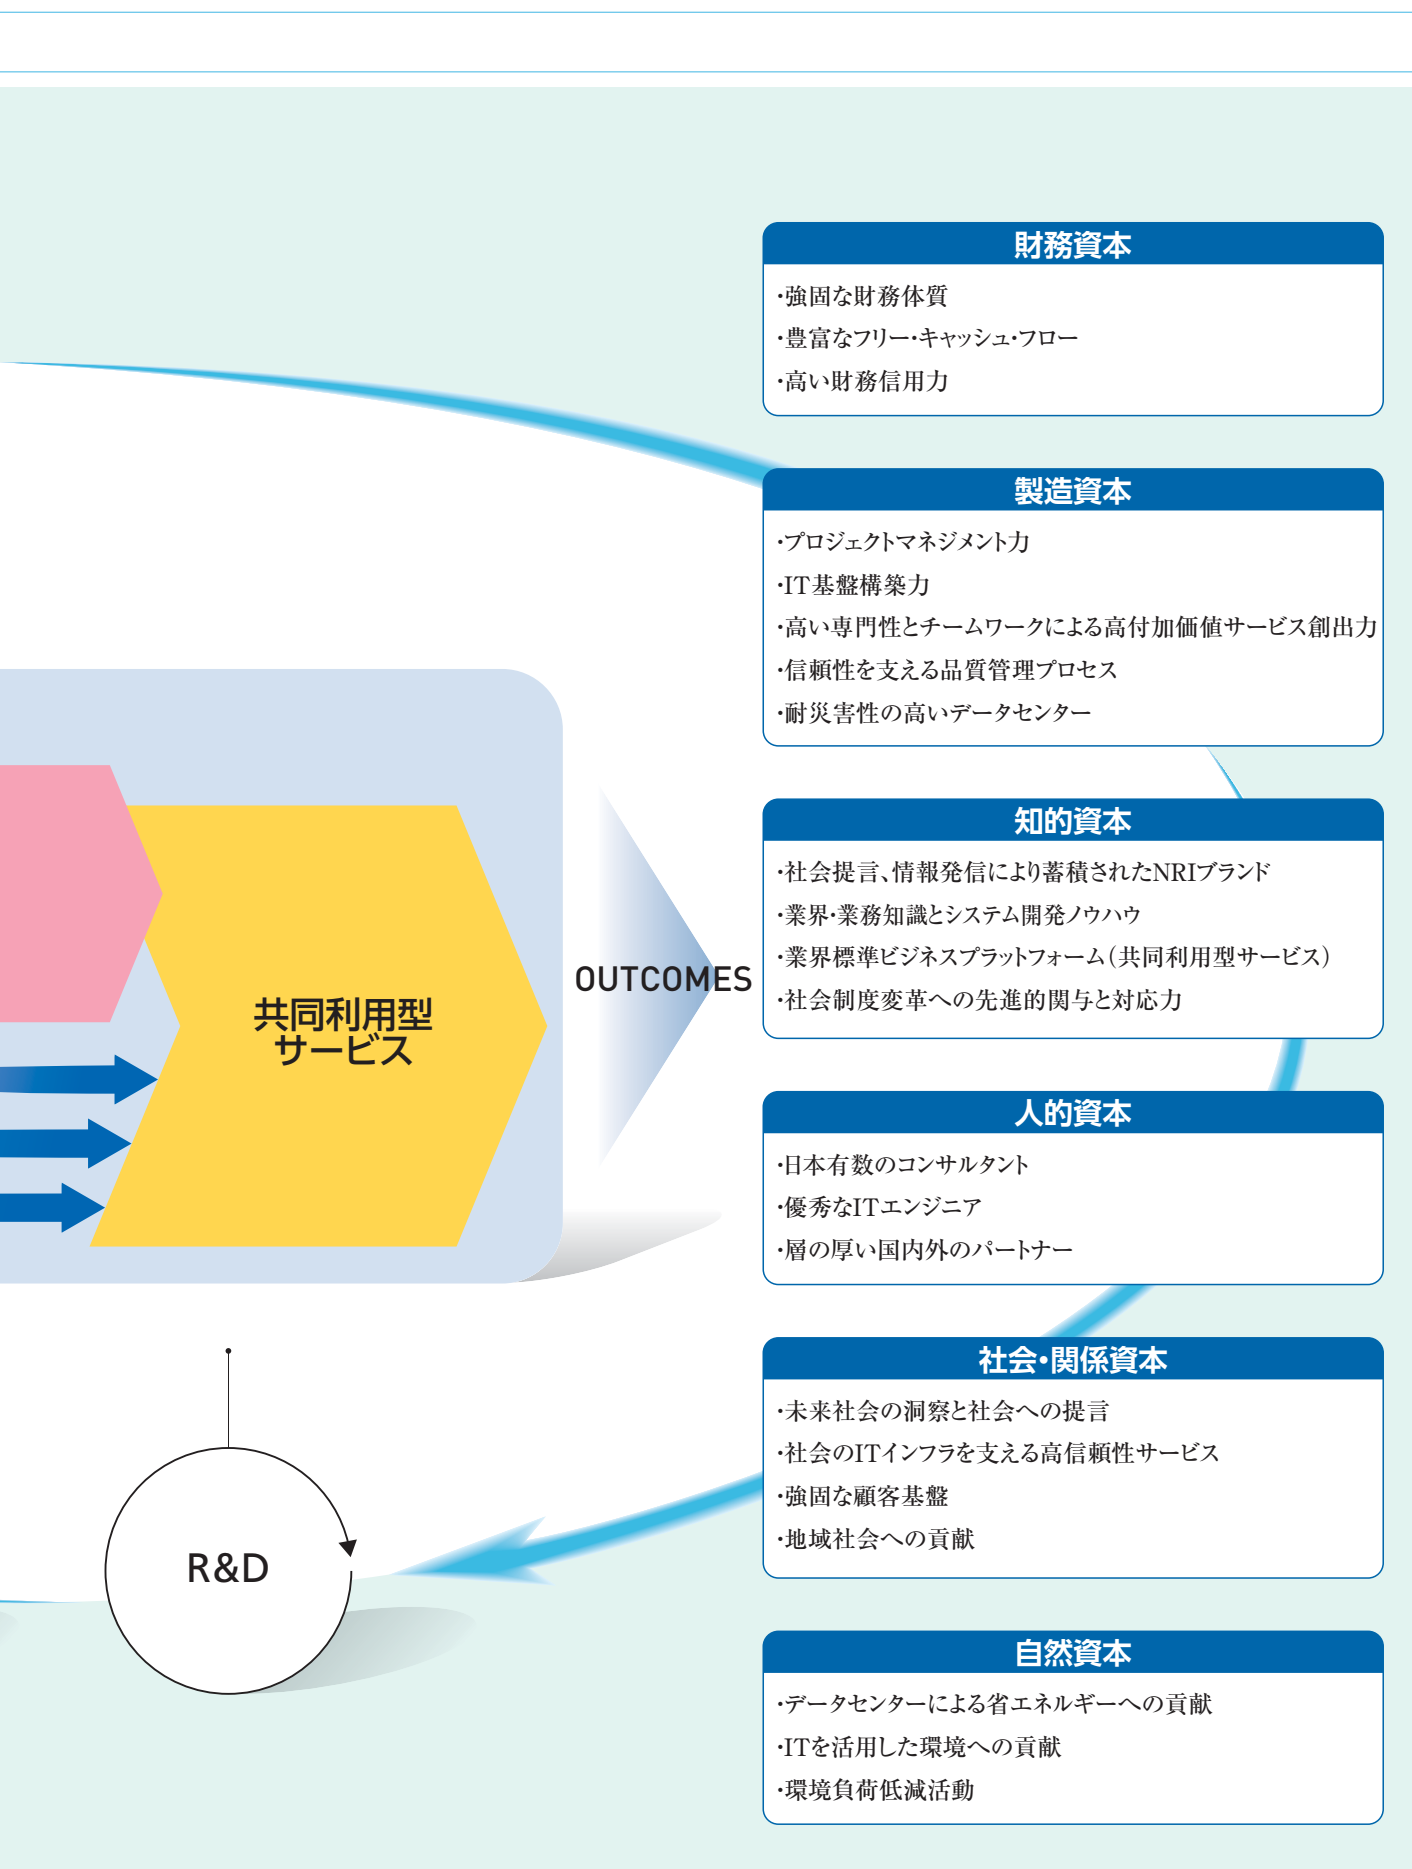 財務資本
・強固な財務体質
・豊富なフリー・キャッシュ・フロー
・高い財務信用力
製造資本
・プロジェクトマネジメント力
・IT基盤構築力
・高い専門性とチームワークによる高付加価値サービス創出力
・信頼性を支える品質管理プロセス
・耐災害性の高いデータセンター
共同利用型
サービス
OUTCOMES
知的資本
・社会提言、情報発信により蓄積されたNRIブランド
・業界・業務知識とシステム開発ノウハウ
・業界標準ビジネスプラットフォーム（共同利用型サービス）
・社会制度変革への先進的関与と対応力
人的資本
・日本有数のコンサルタント
・優秀なITエンジニア
・層の厚い国内外のパートナー
社会・関係資本
・未来社会の洞察と社会への提言
・社会のITインフラを支える高信頼性サービス
・強固な顧客基盤
・地域社会への貢献
R&D
自然資本
・データセンターによる省エネルギーへの貢献
・ITを活用した環境への貢献
・環境負荷低減活動